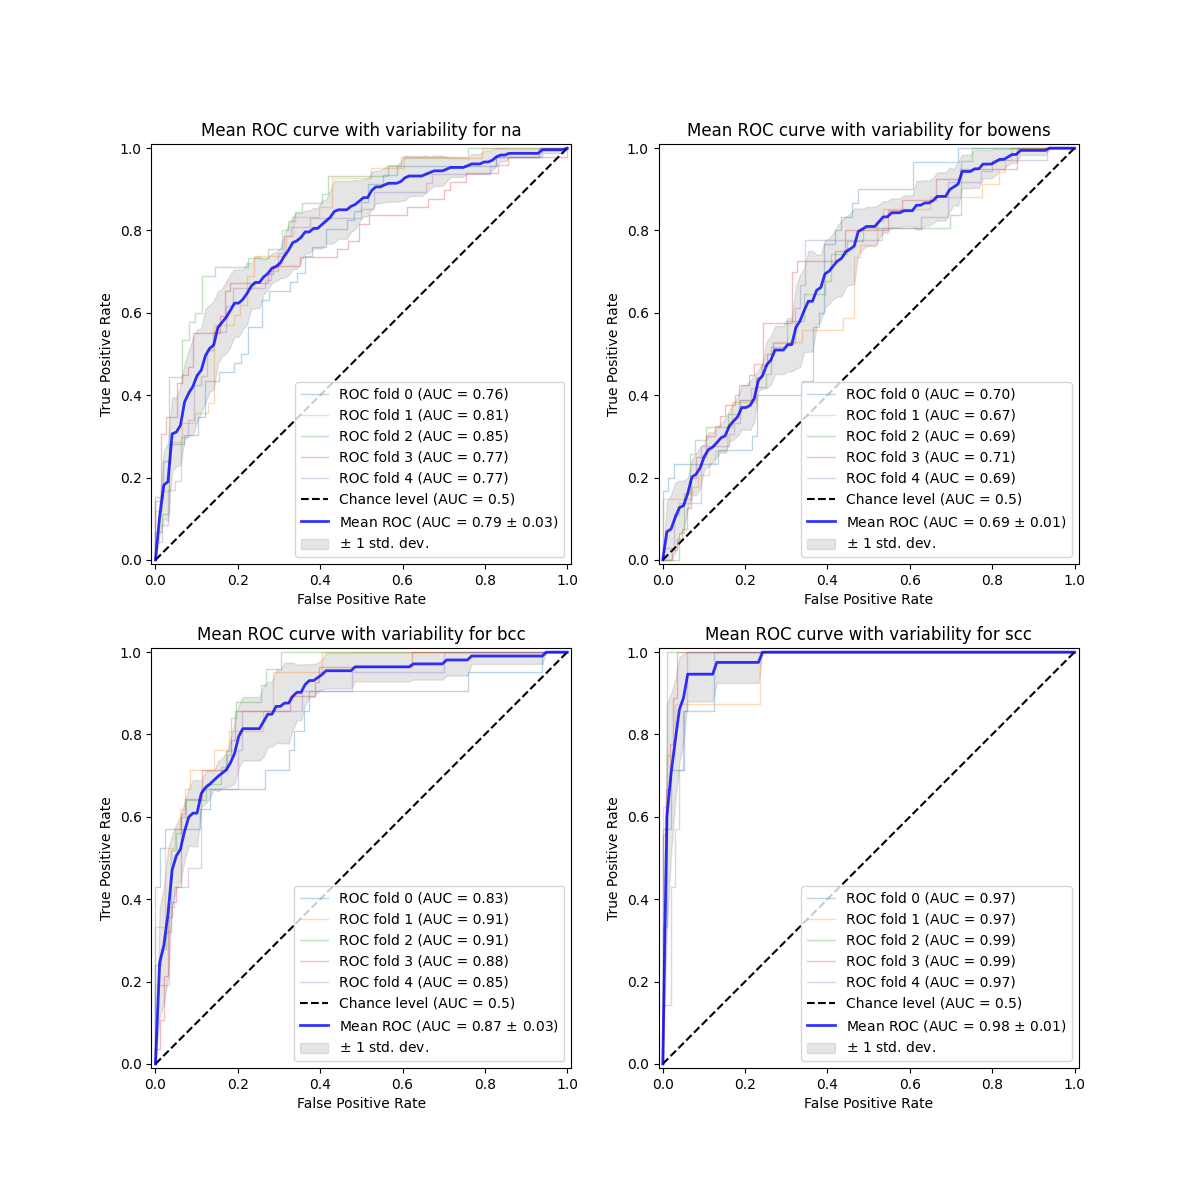 Mean ROC curve with variability for na
True Positive Rate
1.0
0.8
0.6
0.4
0.2
0.0
ROC fold 0 (AUC = 0.76)
ROC fold 1 (AUC = 0.81)
ROC fold 2 (AUC = 0.85)
ROC fold 3 (AUC = 0.77)
ROC fold 4 (AUC = 0.77)
Chance level (AUC = 0.5)
Mean ROC (AUC = 0.79 ± 0.03)
± 1 std. dev.
0.0 0.2 0.4 0.6 0.8 1.0
False Positive Rate
Mean ROC curve with variability for bowens
True Positive Rate
1.0
0.8
0.6
0.4
0.2
0.0
ROC fold 0 (AUC = 0.70)
ROC fold 1 (AUC = 0.67)
ROC fold 2 (AUC = 0.69)
ROC fold 3 (AUC = 0.71)
ROC fold 4 (AUC = 0.69)
Chance level (AUC = 0.5)
Mean ROC (AUC = 0.69 ± 0.01)
± 1 std. dev.
0.0 0.2 0.4 0.6 0.8 1.0
False Positive Rate
Mean ROC curve with variability for bcc
True Positive Rate
1.0
0.8
0.6
0.4
0.2
0.0
ROC fold 0 (AUC = 0.83)
ROC fold 1 (AUC = 0.91)
ROC fold 2 (AUC = 0.91)
ROC fold 3 (AUC = 0.88)
ROC fold 4 (AUC = 0.85)
Chance level (AUC = 0.5)
Mean ROC (AUC = 0.87 ± 0.03)
± 1 std. dev.
0.0 0.2 0.4 0.6 0.8 1.0
False Positive Rate
Mean ROC curve with variability for scc
True Positive Rate
1.0
0.8
0.6
0.4
0.2
0.0
ROC fold 0 (AUC = 0.97)
ROC fold 1 (AUC = 0.97)
ROC fold 2 (AUC = 0.99)
ROC fold 3 (AUC = 0.99)
ROC fold 4 (AUC = 0.97)
Chance level (AUC = 0.5)
Mean ROC (AUC = 0.98 ± 0.01)
± 1 std. dev.
0.0 0.2 0.4 0.6 0.8 1.0
False Positive Rate